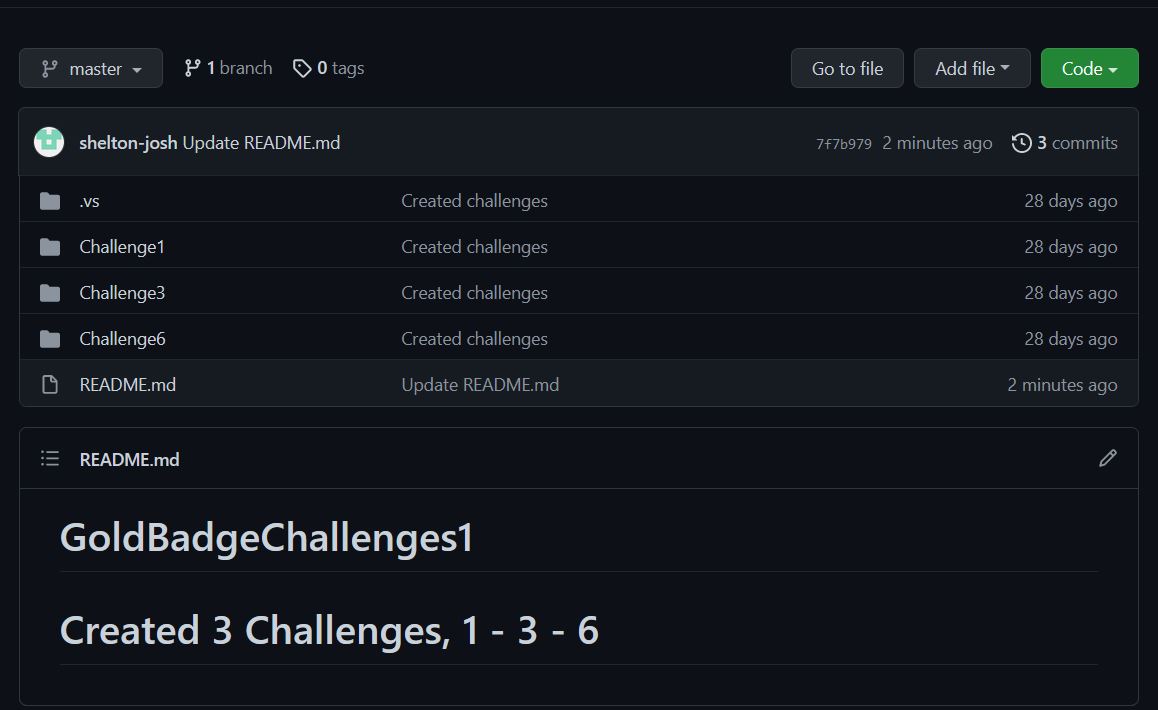 master 1 branch 0 tags Go to file Add file Code
shelton-josh Update README.md 7f7b979 2 minutes ago 3 commits
.vs Created challenges 28 days ago
Challenge1 Created challenges 28 days ago
Challenge3 Created challenges 28 days ago
Challenge6 Created challenges 28 days ago
README.md Update README.md 2 minutes ago
README.md
GoldBadgeChallenges1
Created 3 Challenges, 1 - 3 - 6